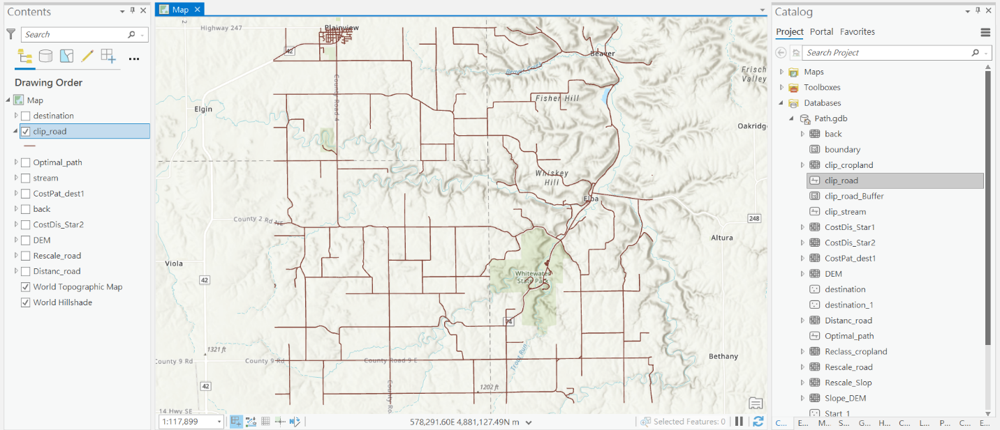 Contents
Search
Drawing Order
Map
destination
clip_road
Optimal_path
stream
CostPat_dest1
back
CostDis_Star2
DEM
Rescale_road
Distanc_road
World Topographic Map
World Hillshade
Map
Highway 247
Plainview
42
Beaver
Frisch
Valley
County Road 4
Fisher Hill
Elgin
Oakridg
Whiskey
Hill
Elba
County 2 Rd NE
248
Altura
Viola
42
Whitewater
State Park
74
1321 ft
Trout Run
Bethany
County 9 Rd
County 9 Rd
County Road 9 E
42
1202 ft
County Ro
14 Hwy SE
1:117,899
578,291.60E 4,881,127.49N m
Selected Features: 0
Catalog
Project Portal Favorites
Search Project
Maps
Toolboxes
Databases
Path.gdb
back
boundary
clip_cropland
clip_road
clip_road_Buffer
clip_stream
CostDis_Star1
CostDis_Star2
CostPat_dest1
DEM
destination
destination_1
Distanc_road
Optimal_path
Reclass_cropland
Rescale_road
Rescale_Slop
Slope_DEM
Start_1
C... E... M... S... G... H... C... L... P... C... E...